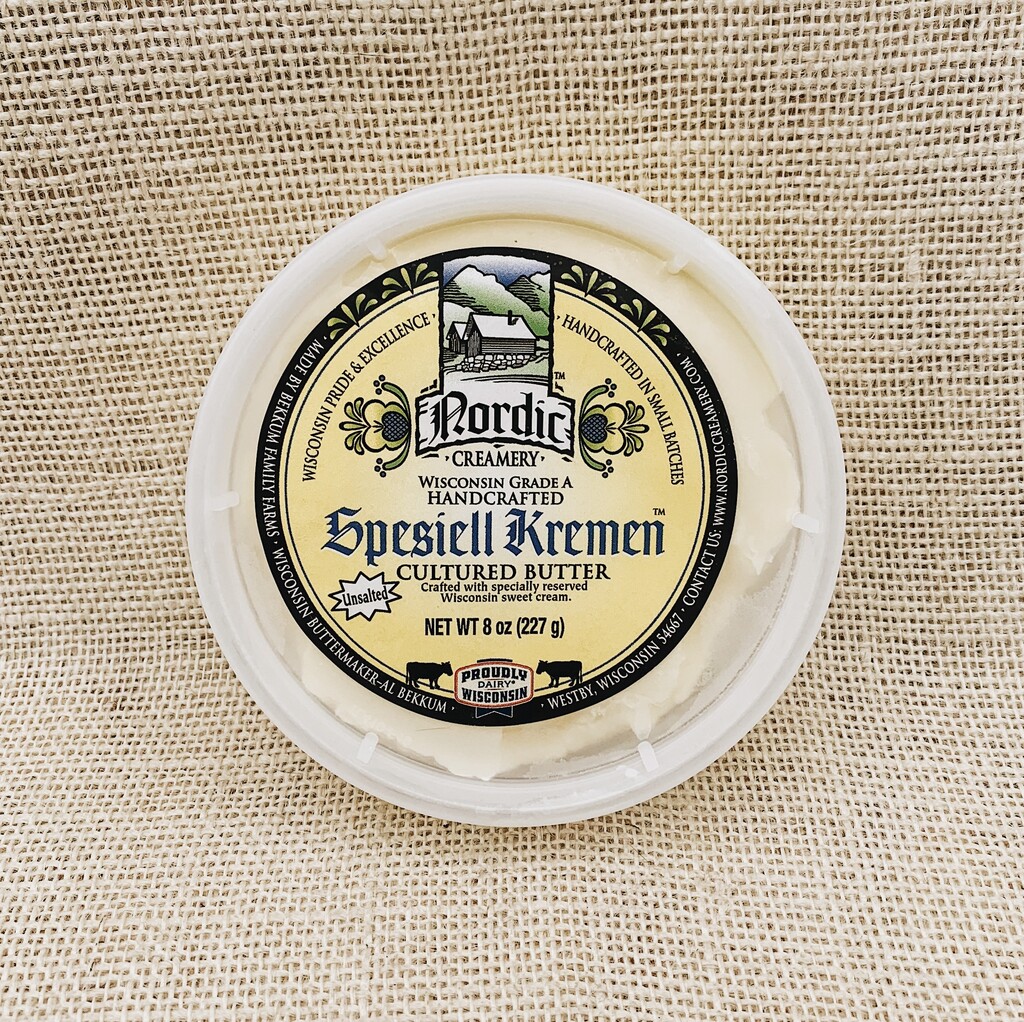 WISCONSIN PRIDE & EXCELLENCE
HANDCRAFTED IN SMALL BATCHES
Nordic™
CREAMERY
WISCONSIN GRADE A
HANDCRAFTED
Spesiell Kremen™
CULTURED BUTTER
Crafted with specially reserved
Wisconsin sweet cream.
Unsalted
NET WT 8 oz (227 g)
PROUDLY
DAIRY®
WISCONSIN
· MADE BY BEKKUM FAMILY FARMS · WISCONSIN BUTTERMAKER-AL BEKKUM ·
· WESTBY, WISCONSIN 54667 · CONTACT US: WWW.NORDICCREAMERY.COM ·